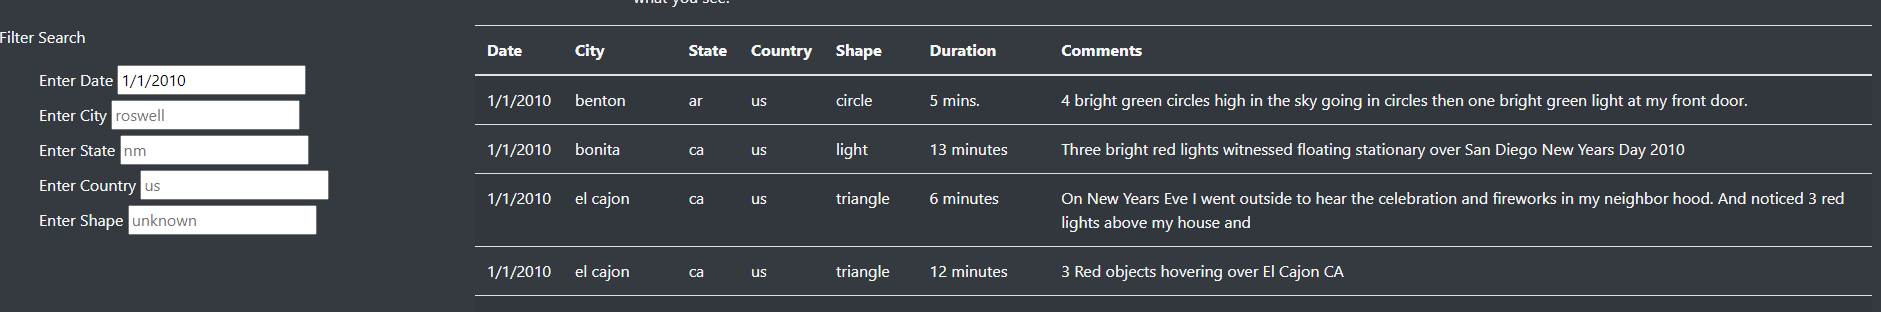 what you see.
Filter Search
Enter Date 1/1/2010
Enter City roswell
Enter State nm
Enter Country us
Enter Shape unknown
Date City State Country Shape Duration Comments
1/1/2010 benton ar us circle 5 mins. 4 bright green circles high in the sky going in circles then one bright green light at my front door.
1/1/2010 bonita ca us light 13 minutes Three bright red lights witnessed floating stationary over San Diego New Years Day 2010
1/1/2010 el cajon ca us triangle 6 minutes On New Years Eve I went outside to hear the celebration and fireworks in my neighbor hood. And noticed 3 red
lights above my house and
1/1/2010 el cajon ca us triangle 12 minutes 3 Red objects hovering over El Cajon CA